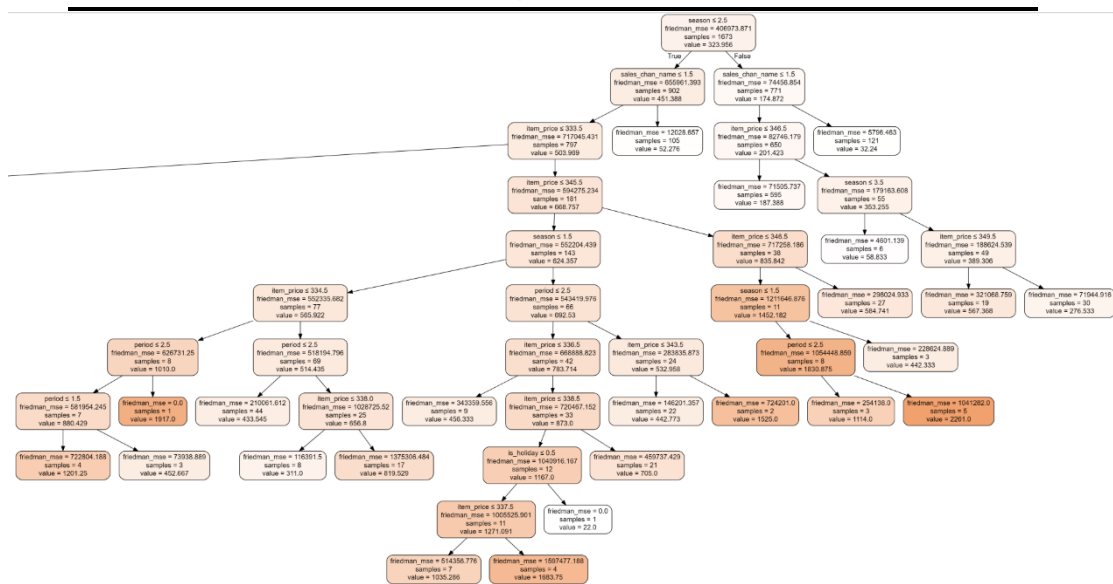 season ≤ 2.5
friedman_mse = 406973.871
samples = 1673
value = 323.956
True
False
sales_chan_name ≤ 1.5
friedman_mse = 655961.393
samples = 902
value = 451.388
sales_chan_name ≤ 1.5
friedman_mse = 74456.854
samples = 771
value = 174.872
item_price ≤ 333.5
friedman_mse = 717045.431
samples = 797
value = 503.969
friedman_mse = 12028.657
samples = 105
value = 52.276
item_price ≤ 346.5
friedman_mse = 82746.179
samples = 650
value = 201.423
friedman_mse = 5796.463
samples = 121
value = 32.24
item_price ≤ 345.5
friedman_mse = 594275.234
samples = 181
value = 668.757
friedman_mse = 71505.737
samples = 595
value = 187.388
season ≤ 3.5
friedman_mse = 179163.608
samples = 55
value = 353.255
season ≤ 1.5
friedman_mse = 552204.439
samples = 143
value = 624.357
item_price ≤ 346.5
friedman_mse = 717258.186
samples = 38
value = 835.842
friedman_mse = 4601.139
samples = 6
value = 58.833
item_price ≤ 349.5
friedman_mse = 188624.539
samples = 49
value = 389.306
item_price ≤ 334.5
friedman_mse = 552335.682
samples = 77
value = 565.922
period ≤ 2.5
friedman_mse = 543419.976
samples = 66
value = 692.53
season ≤ 1.5
friedman_mse = 1211646.876
samples = 11
value = 1452.182
friedman_mse = 298024.933
samples = 27
value = 584.741
friedman_mse = 321068.759
samples = 19
value = 567.368
friedman_mse = 71944.916
samples = 30
value = 276.533
period ≤ 2.5
friedman_mse = 626731.25
samples = 8
value = 1010.0
period ≤ 2.5
friedman_mse = 518194.796
samples = 69
value = 514.435
item_price ≤ 336.5
friedman_mse = 668888.823
samples = 42
value = 783.714
item_price ≤ 343.5
friedman_mse = 283835.873
samples = 24
value = 532.958
period ≤ 2.5
friedman_mse = 1054448.859
samples = 8
value = 1830.875
friedman_mse = 228624.889
samples = 3
value = 442.333
period ≤ 1.5
friedman_mse = 581954.245
samples = 7
value = 880.429
friedman_mse = 0.0
samples = 1
value = 1917.0
friedman_mse = 210061.612
samples = 44
value = 433.545
item_price ≤ 338.0
friedman_mse = 1026725.52
samples = 25
value = 656.8
friedman_mse = 343359.556
samples = 9
value = 456.333
item_price ≤ 338.5
friedman_mse = 720467.152
samples = 33
value = 873.0
friedman_mse = 146201.357
samples = 22
value = 442.773
friedman_mse = 724201.0
samples = 2
value = 1525.0
friedman_mse = 254138.0
samples = 3
value = 1114.0
friedman_mse = 1041262.0
samples = 5
value = 2261.0
friedman_mse = 722804.188
samples = 4
value = 1201.25
friedman_mse = 73938.889
samples = 3
value = 452.667
friedman_mse = 116391.5
samples = 8
value = 311.0
friedman_mse = 1375306.484
samples = 17
value = 819.529
is_holiday ≤ 0.5
friedman_mse = 1040916.167
samples = 12
value = 1167.0
friedman_mse = 459737.429
samples = 21
value = 705.0
item_price ≤ 337.5
friedman_mse = 1005525.901
samples = 11
value = 1271.091
friedman_mse = 0.0
samples = 1
value = 22.0
friedman_mse = 514356.776
samples = 7
value = 1035.286
friedman_mse = 1597477.188
samples = 4
value = 1683.75